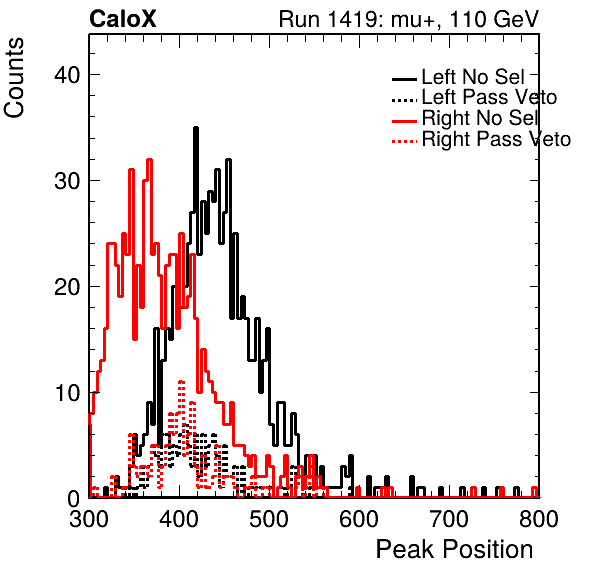 CaloX Run 1419: mu+, 110 GeV
Counts
Left No Sel
Left Pass Veto
Right No Sel
Right Pass Veto
40
30
20
10
0
300 400 500 600 700 800
Peak Position